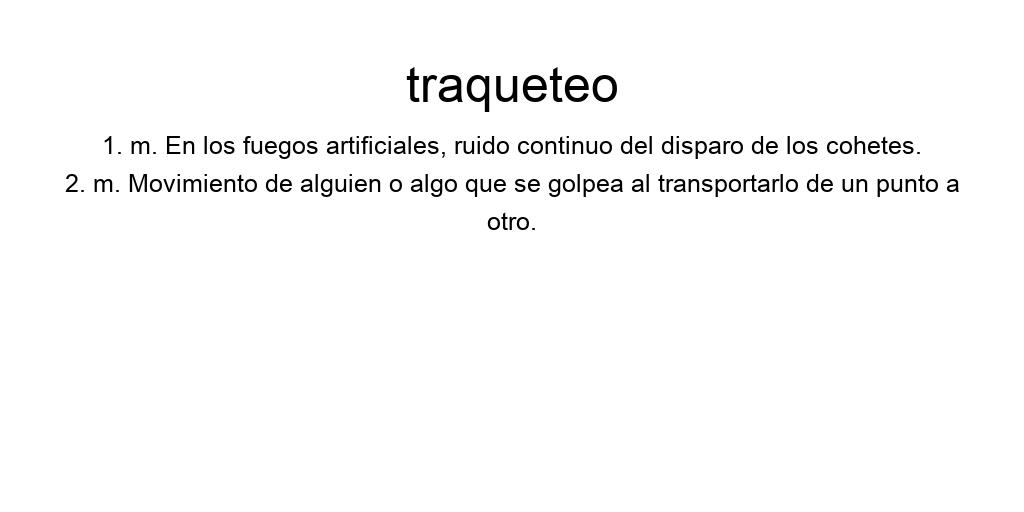 traqueteo
1. m. En los fuegos artificiales, ruido continuo del disparo de los cohetes.
2. m. Movimiento de alguien o algo que se golpea al transportarlo de un punto a
otro.